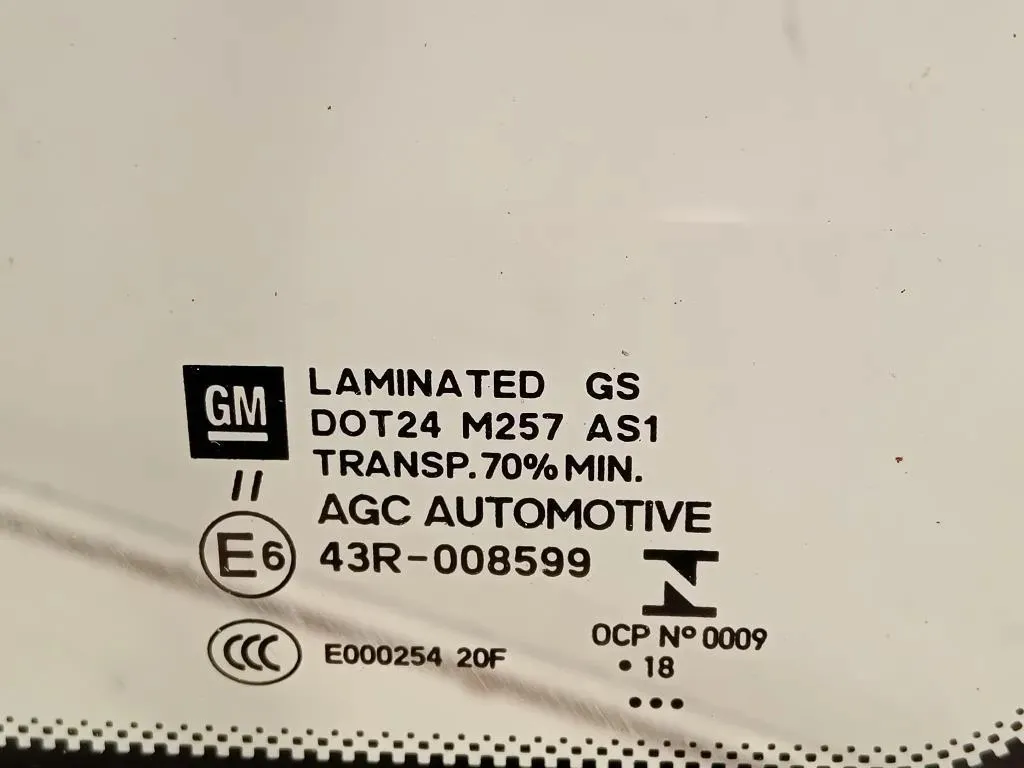 GM
LAMINATED GS
DOT24 M257 AS1
TRANSP.70%MIN.
II
AGC AUTOMOTIVE
E6 43R-008599
CCC E000254 20F
OCP Nº 0009
• 18
•••